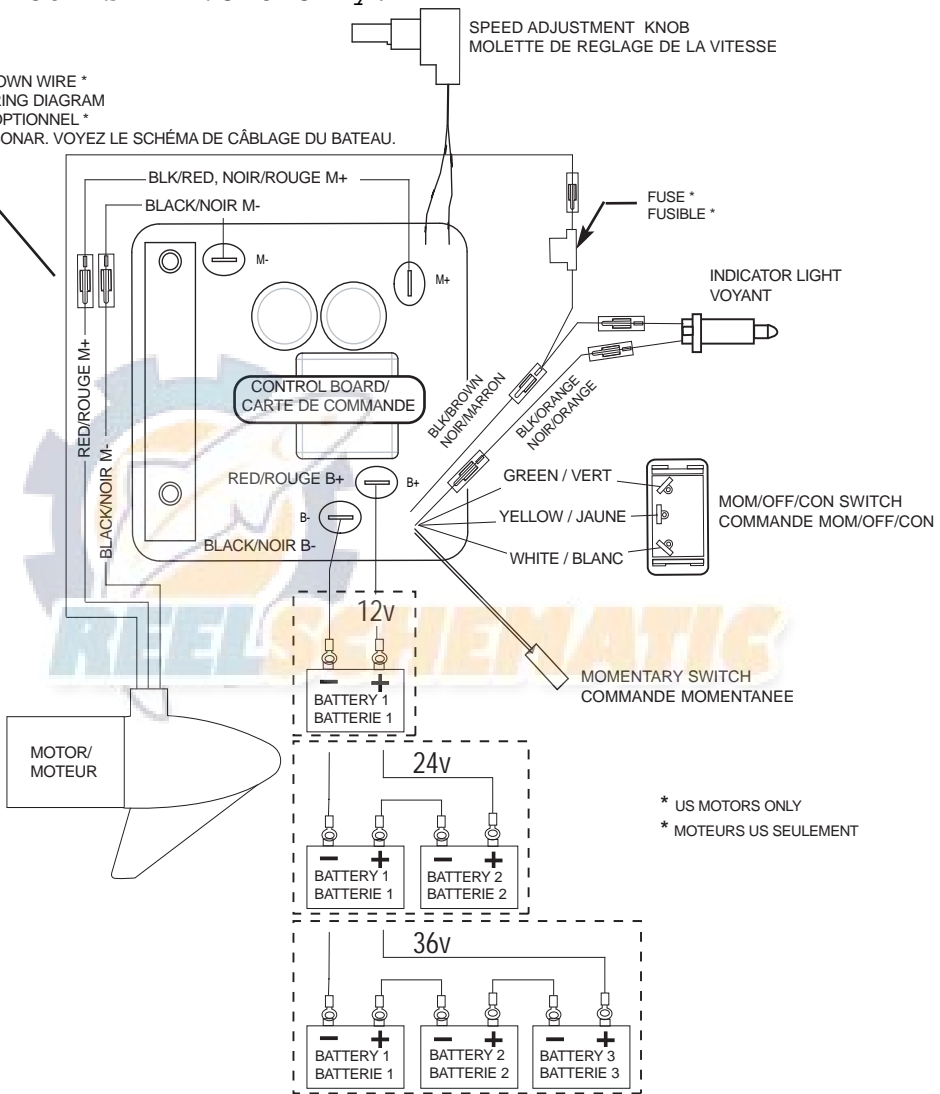 SPEED ADJUSTMENT KNOB
MOLETTE DE REGLAGE DE LA VITESSE
WIRE *
DIAGRAM
OPTIONNEL *
SONAR. VOYEZ LE SCHÉMA DE CÂBLAGE DU BATEAU.
BLK/RED, NOIR/ROUGE M+
BLACK/NOIR M-
FUSE *
FUSIBLE *
M-
M+
INDICATOR LIGHT
VOYANT
RED/ROUGE M+
BLACK/NOIR M-
CONTROL BOARD/
CARTE DE COMMANDE
BLK/BROWN
NOIR/MARRON
BLK/ORANGE
NOIR/ORANGE
RED/ROUGE B+
B+
GREEN / VERT
YELLOW / JAUNE
WHITE / BLANC
MOM/OFF/CON SWITCH
COMMANDE MOM/OFF/CON
B-
BLACK/NOIR B-
12v
REELSCHEMATIC
BATTERY 1
BATTERIE 1
MOMENTARY SWITCH
COMMANDE MOMENTANEE
MOTOR/
MOTEUR
24v
* US MOTORS ONLY
* MOTEURS US SEULEMENT
BATTERY 1
BATTERIE 1
BATTERY 2
BATTERIE 2
36v
BATTERY 1
BATTERIE 1
BATTERY 2
BATTERIE 2
BATTERY 3
BATTERIE 3